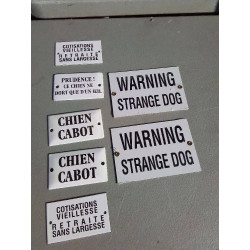 COTISATIONS
VIEILLESSE
RETRAITE
SANS LARGESSE
PRUDENCE !
LE CHIEN NE
DORT QUE D'UN ŒIL
CHIEN
CABOT
CHIEN
CABOT
COTISATIONS
VIEILLESSE
RETRAITE
SANS LARGESSE
WARNING
STRANGE DOG
WARNING
STRANGE DOG